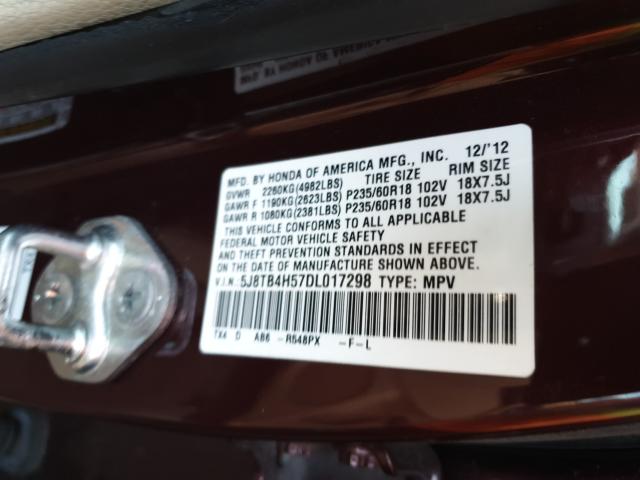 MFD. BY HONDA OF AMERICA MFG., INC. 12/'12
GVWR 2260KG(4982LBS) TIRE SIZE RIM SIZE
GAWR F 1190KG(2623LBS) P235/60R18 102V 18X7.5J
GAWR R 1080KG(2381LBS) P235/60R18 102V 18X7.5J
THIS VEHICLE CONFORMS TO ALL APPLICABLE
FEDERAL MOTOR VEHICLE SAFETY
AND THEFT PREVENTION STANDARDS IN EFFECT
ON THE DATE OF MANUFACTURE SHOWN ABOVE.
V.I.N: 5J8TB4H57DL017298 TYPE: MPV
TX4 D AB6 -R548PX -F-L